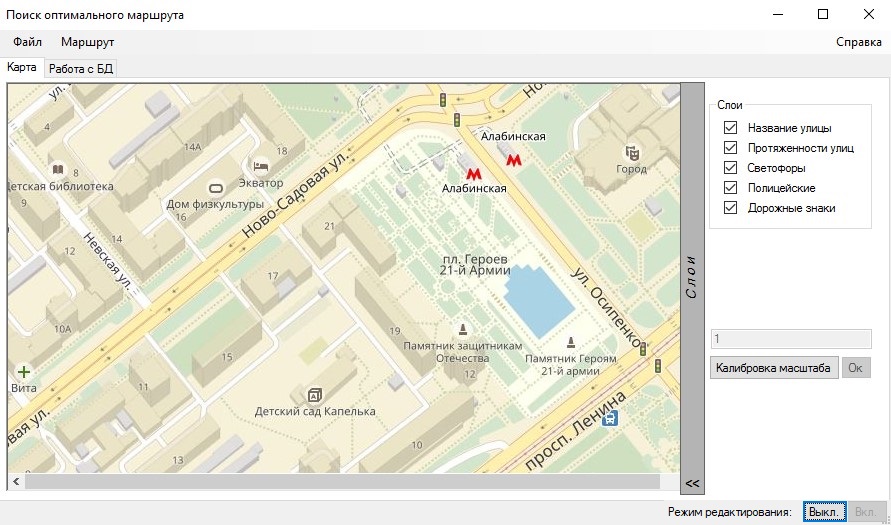 Поиск оптимального маршрута
Файл Маршрут Справка
Карта Работа с БД
ул.
Но
Слои
Название улицы
Протяженности улиц
Светофоры
Полицейские
Дорожные знаки
18
14А
Алабинская
Алабинская
Город
Детская библиотека
Экватор
Дом физкультуры
Ново-Садовая ул.
16
12
14
Невская ул.
21
пл. Героев
21-й Армии
17
ул. Осипенко
Слои
10А
19
15
Памятник защитникам
Отечества
12
Памятник Героям
21-й армии
1
Калибровка масштаба Ок
Вита
11
Детский сад Капелька
просп. Ленина
овая ул.
13
10
<<
Режим редактирования: Выкл. Вкл.